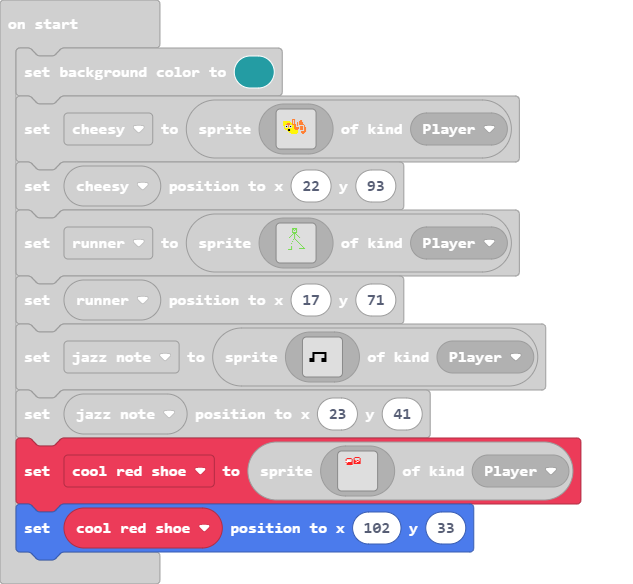 on start
set background color to
set cheesy to sprite of kind Player
set cheesy position to x 22 y 93
set runner to sprite of kind Player
set runner position to x 17 y 71
set jazz note to sprite of kind Player
set jazz note position to x 23 y 41
set cool red shoe to sprite of kind Player
set cool red shoe position to x 102 y 33